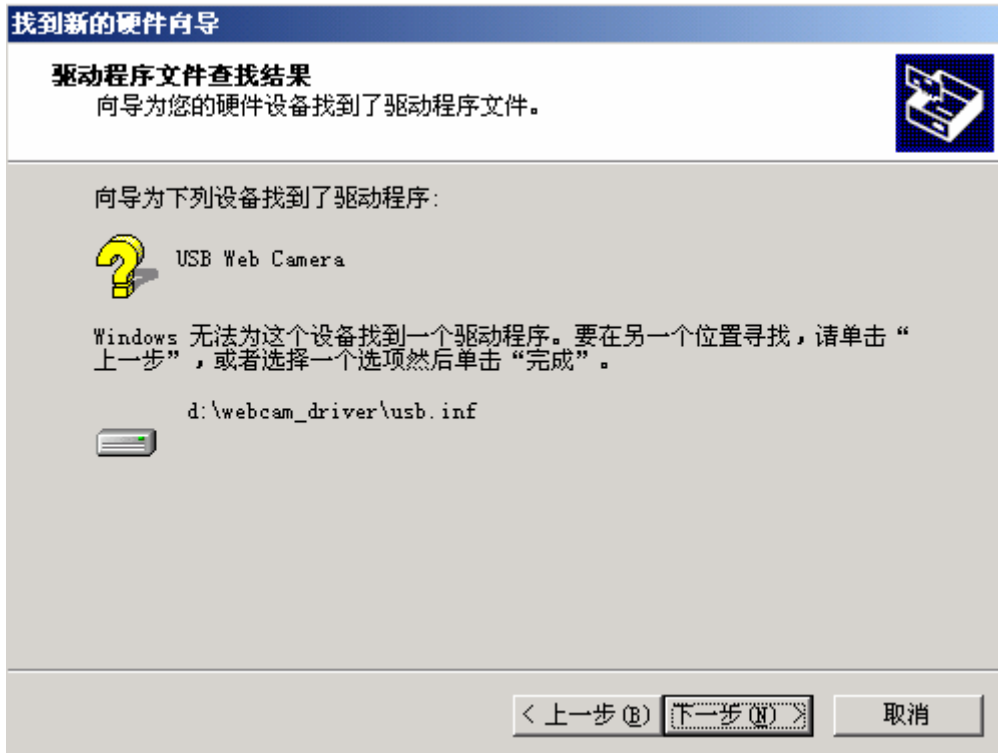 找到新的硬件向导
驱动程序文件查找结果
向导为您的硬件设备找到了驱动程序文件。
向导为下列设备找到了驱动程序:
USB Web Camera
Windows 无法为这个设备找到一个驱动程序。要在另一个位置寻找，请单击“
上一步”，或者选择一个选项然后单击“完成”。
d:\webcam_driver\usb.inf
< 上一步(B)
下一步(N) >
取消